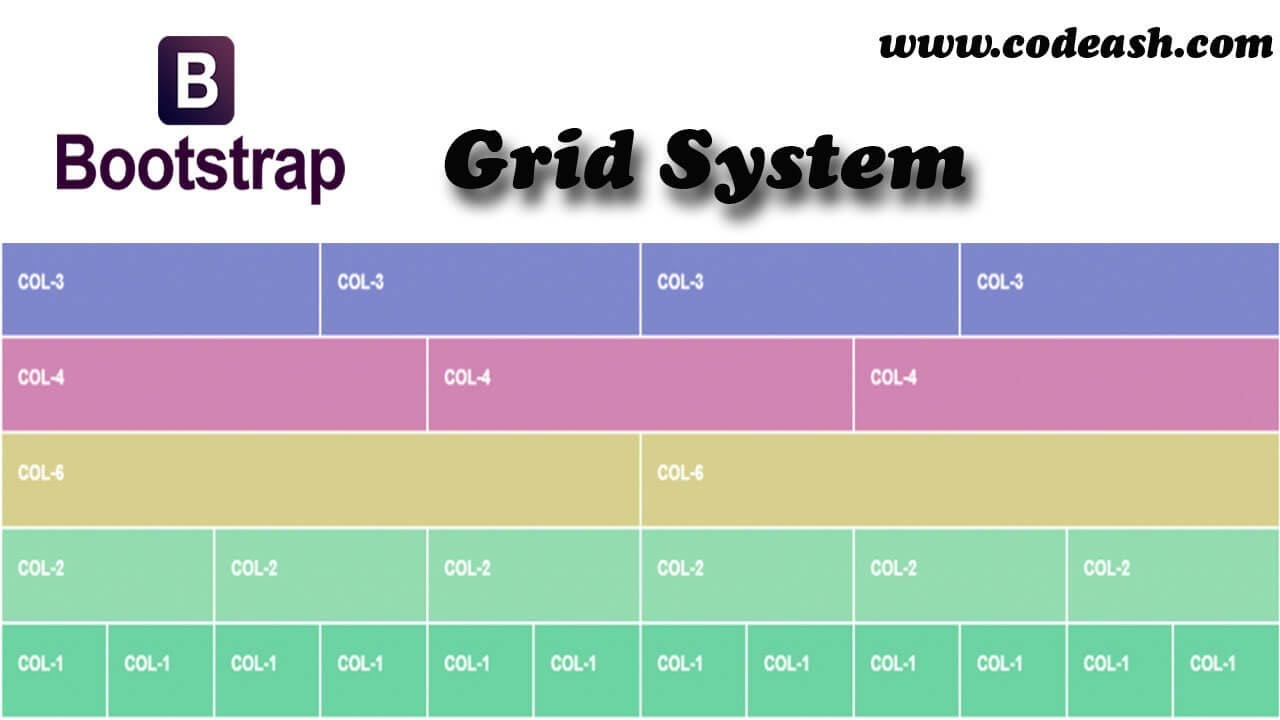 www.codeash.com
B
Bootstrap
Grid System
COL-3 COL-3 COL-3 COL-3
COL-4 COL-4 COL-4
COL-6 COL-6
COL-2 COL-2 COL-2 COL-2 COL-2 COL-2
COL-1 COL-1 COL-1 COL-1 COL-1 COL-1 COL-1 COL-1 COL-1 COL-1 COL-1 COL-1